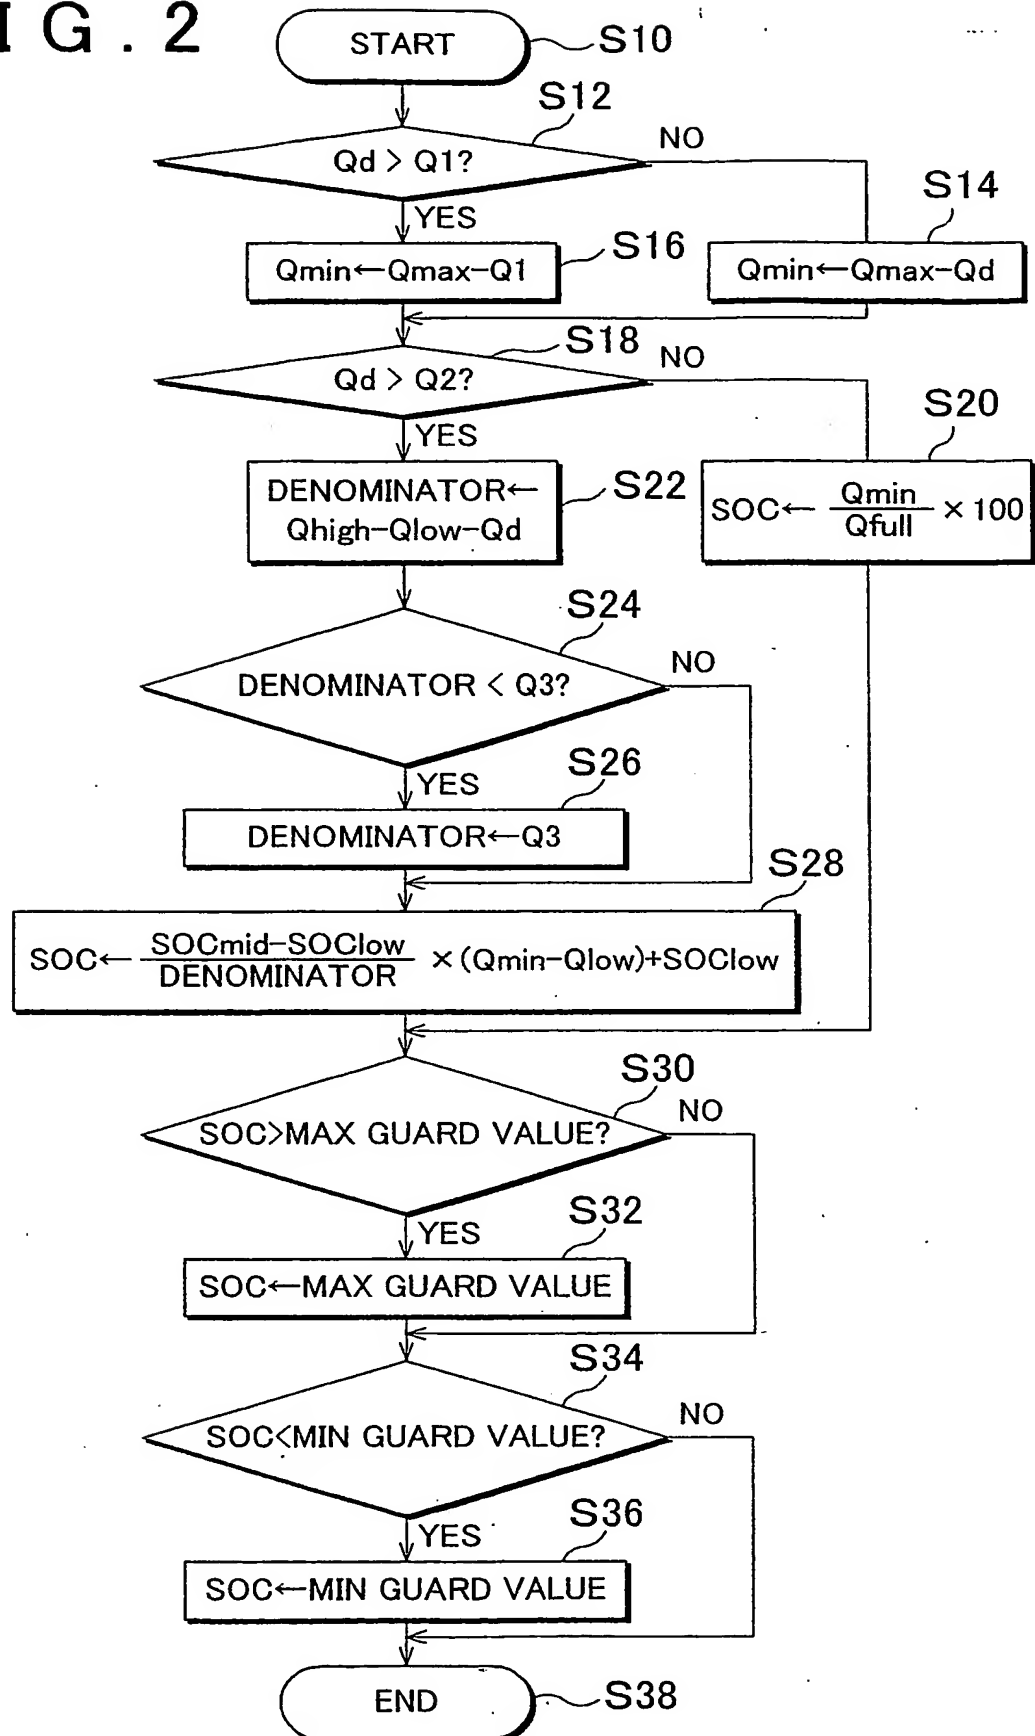 IG.2
START
S10
S12
Qd > Q1?
NO
YES
S14
S16
Qmin←Qmax-Q1
Qmin←Qmax-Qd
S18
Qd > Q2?
NO
YES
S20
DENOMINATOR←
Qhigh-Qlow-Qd
S22
SOC← Qmin
Qfull × 100
S24
DENOMINATOR < Q3?
NO
YES
S26
DENOMINATOR←Q3
S28
SOC← SOCmid-SOClow
DENOMINATOR ×(Qmin-Qlow)+SOClow
S30
SOC>MAX GUARD VALUE?
NO
YES
S32
SOC←MAX GUARD VALUE
S34
SOC<MIN GUARD VALUE?
NO
YES
S36
SOC←MIN GUARD VALUE
END
S38